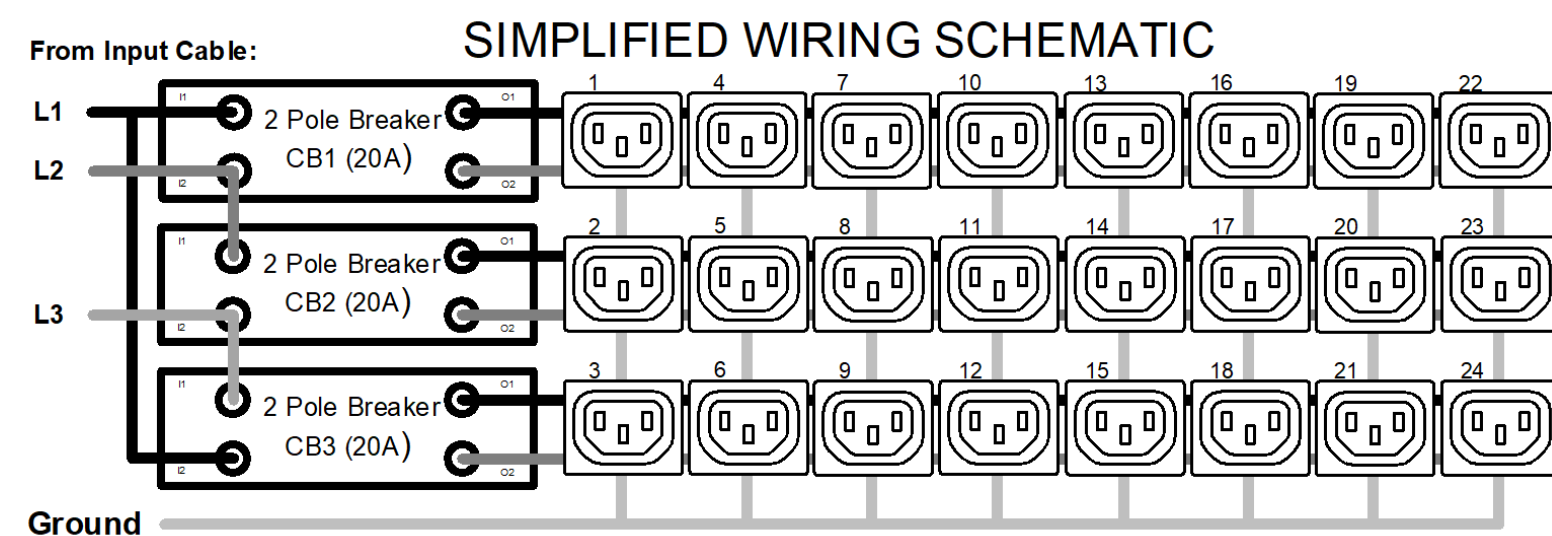 SIMPLIFIED WIRING SCHEMATIC
From Input Cable:
1 4 7 10 13 16 19 22
L1
I1
O1
2 Pole Breaker
CB1 (20A)
L2
I2
O2
2 5 8 11 14 17 20 23
I1
O1
2 Pole Breaker
CB2 (20A)
L3
I2
O2
3 6 9 12 15 18 21 24
I1
O1
2 Pole Breaker
CB3 (20A)
I2
O2
Ground